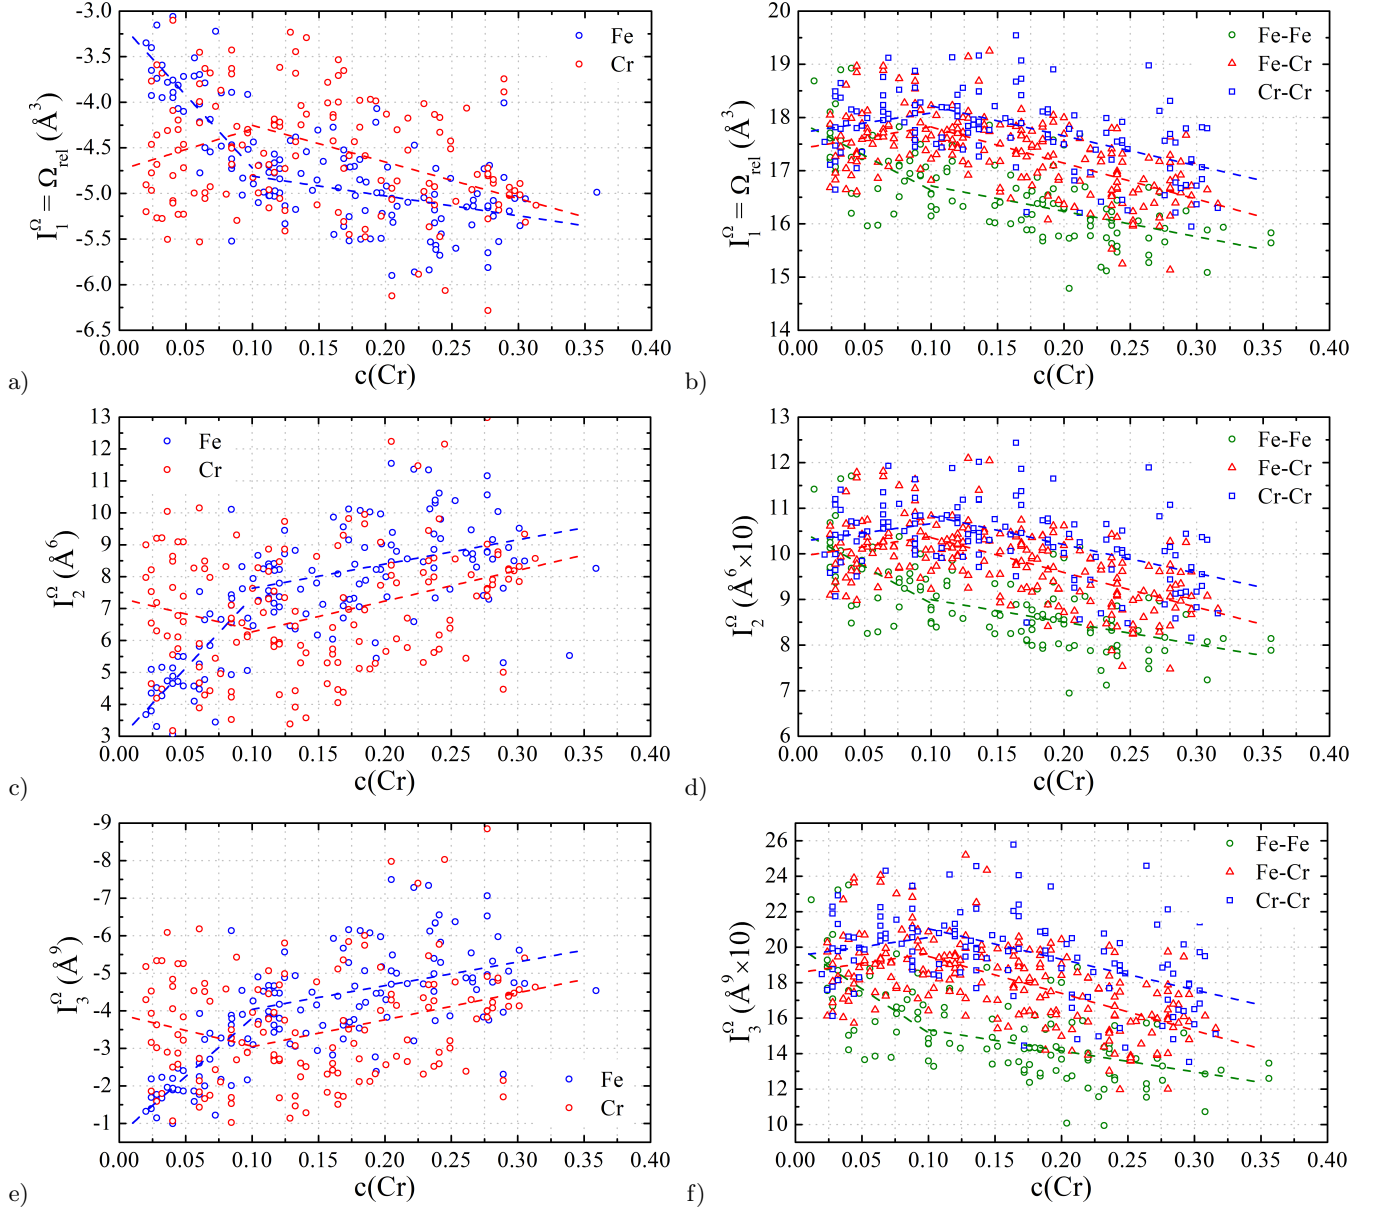 -3.0
-3.5
-4.0
-4.5
-5.0
-5.5
-6.0
-6.5
I₁^Ω = Ω_rel (Å³)
Fe
Cr
0.00 0.05 0.10 0.15 0.20 0.25 0.30 0.35 0.40
c(Cr)
a)
20
19
18
17
16
15
14
I₁^Ω = Ω_rel (Å³)
Fe-Fe
Fe-Cr
Cr-Cr
0.00 0.05 0.10 0.15 0.20 0.25 0.30 0.35 0.40
c(Cr)
b)
13
12
11
10
9
8
7
6
5
4
3
I₂^Ω (Å⁶)
Fe
Cr
0.00 0.05 0.10 0.15 0.20 0.25 0.30 0.35 0.40
c(Cr)
c)
13
12
11
10
9
8
7
6
I₂^Ω (Å⁶×10)
Fe-Fe
Fe-Cr
Cr-Cr
0.00 0.05 0.10 0.15 0.20 0.25 0.30 0.35 0.40
c(Cr)
d)
-9
-8
-7
-6
-5
-4
-3
-2
-1
I₃^Ω (Å⁹)
Fe
Cr
0.00 0.05 0.10 0.15 0.20 0.25 0.30 0.35 0.40
c(Cr)
e)
26
24
22
20
18
16
14
12
10
I₃^Ω (Å⁹×10)
Fe-Fe
Fe-Cr
Cr-Cr
0.00 0.05 0.10 0.15 0.20 0.25 0.30 0.35 0.40
c(Cr)
f)